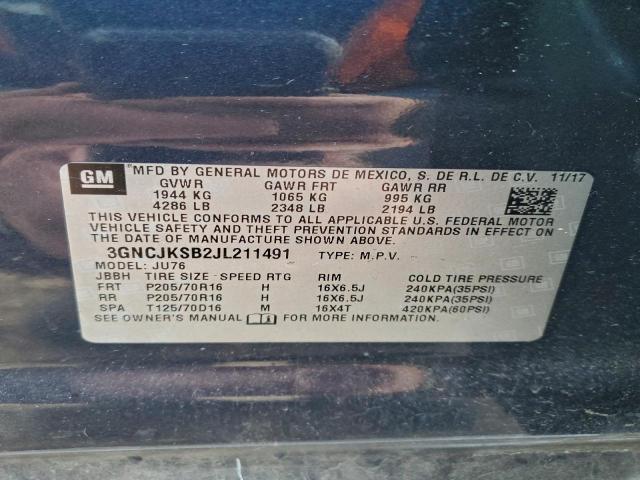 GM
MFD BY GENERAL MOTORS DE MEXICO, S. DE R.L. DE C.V. 11/17
GVWR GAWR FRT GAWR RR
1944 KG 1065 KG 995 KG
4286 LB 2348 LB 2194 LB
THIS VEHICLE CONFORMS TO ALL APPLICABLE U.S. FEDERAL MOTOR
VEHICLE SAFETY AND THEFT PREVENTION STANDARDS IN EFFECT ON
THE DATE OF MANUFACTURE SHOWN ABOVE.
3GNCJKSB2JL211491 TYPE: M.P.V.
MODEL: JU76
JBBH TIRE SIZE SPEED RTG RIM COLD TIRE PRESSURE
FRT P205/70R16 H 16X6.5J 240KPA(35PSI)
RR P205/70R16 H 16X6.5J 240KPA(35PSI)
SPA T125/70D16 M 16X4T 420KPA(60PSI)
SEE OWNER'S MANUAL FOR MORE INFORMATION.